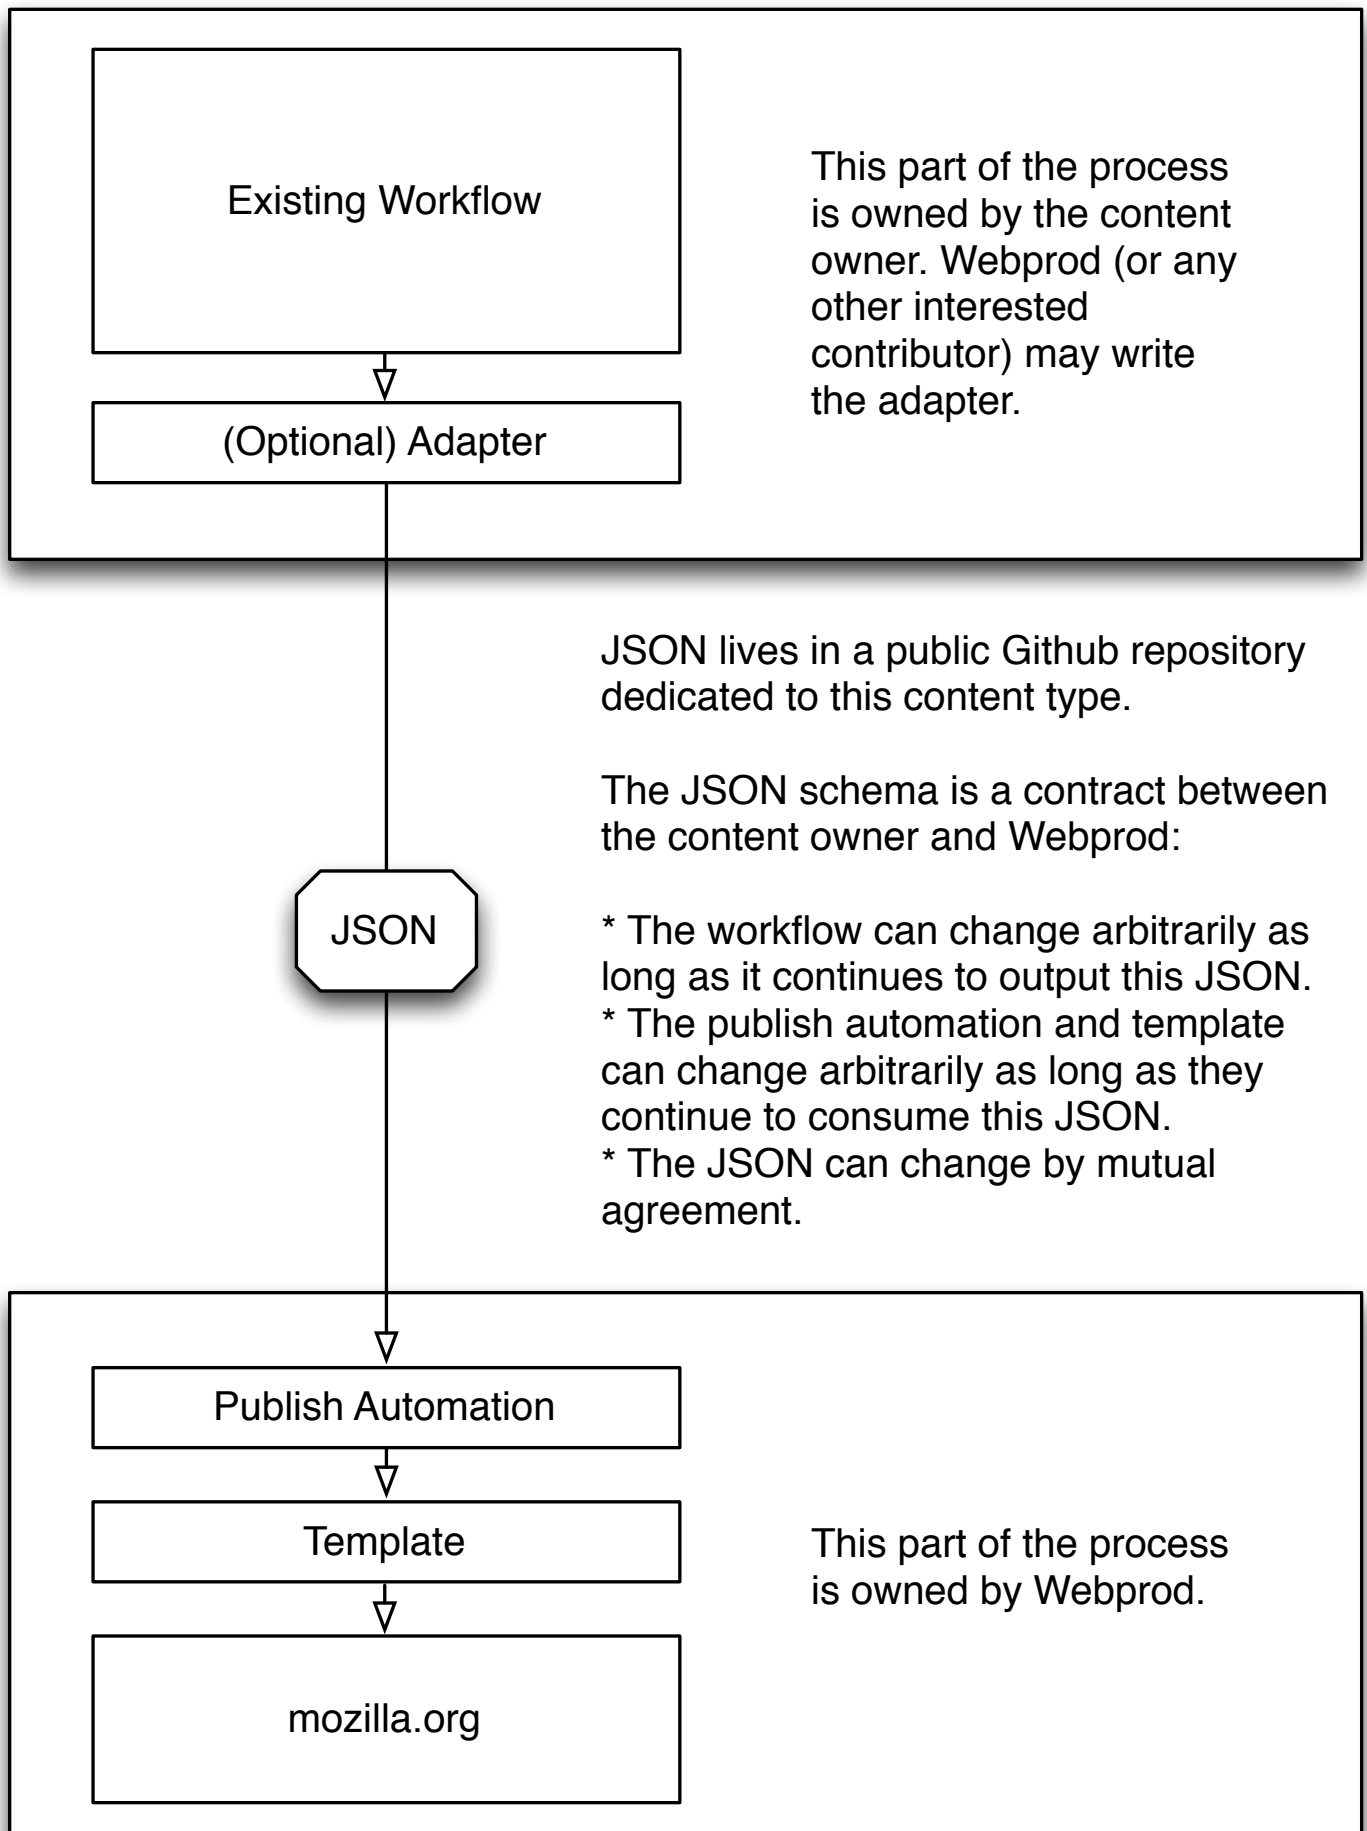 Existing Workflow
This part of the process
is owned by the content
owner. Webprod (or any
other interested
contributor) may write
the adapter.
(Optional) Adapter
JSON lives in a public Github repository
dedicated to this content type.
The JSON schema is a contract between
the content owner and Webprod:
JSON
* The workflow can change arbitrarily as
long as it continues to output this JSON.
* The publish automation and template
can change arbitrarily as long as they
continue to consume this JSON.
* The JSON can change by mutual
agreement.
Publish Automation
Template
This part of the process
is owned by Webprod.
mozilla.org